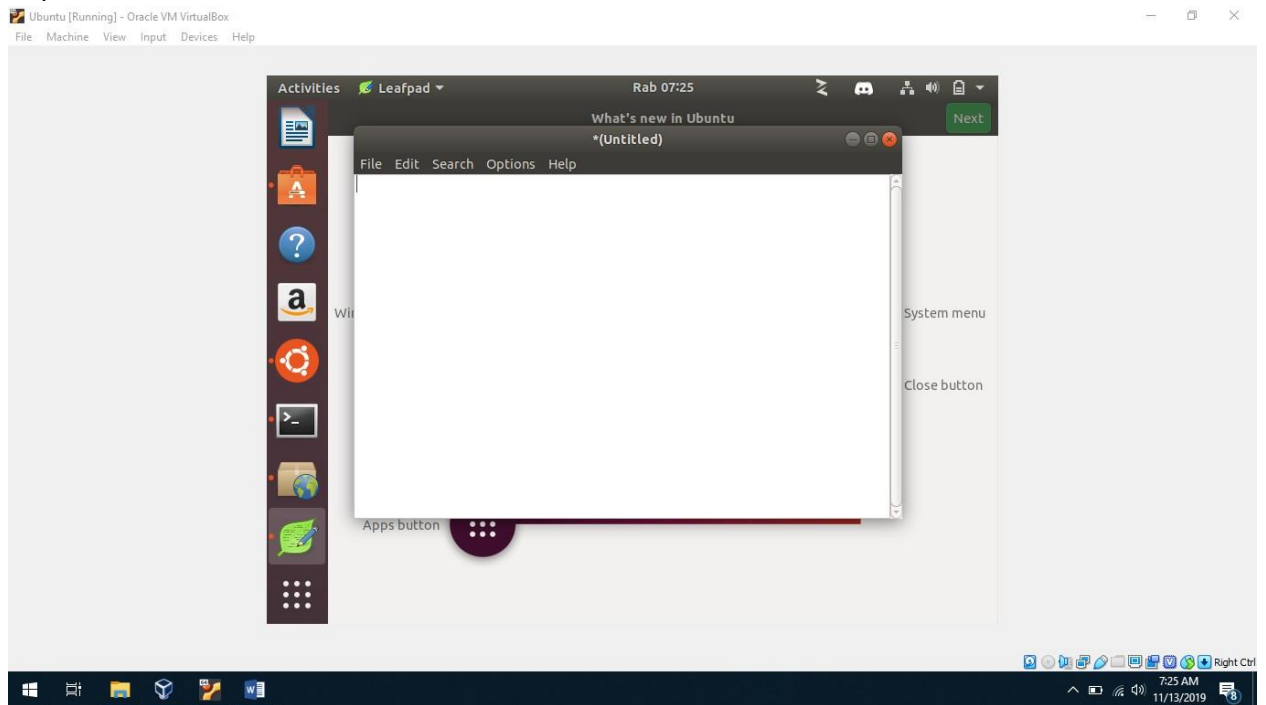 Ubuntu [Running] - Oracle VM VirtualBox
File Machine View Input Devices Help
Activities Leafpad Rab 07:25
What's new in Ubuntu Next
*(Untitled)
File Edit Search Options Help
System menu
Close button
Apps button
Right Ctrl
7:25 AM
11/13/2019
8